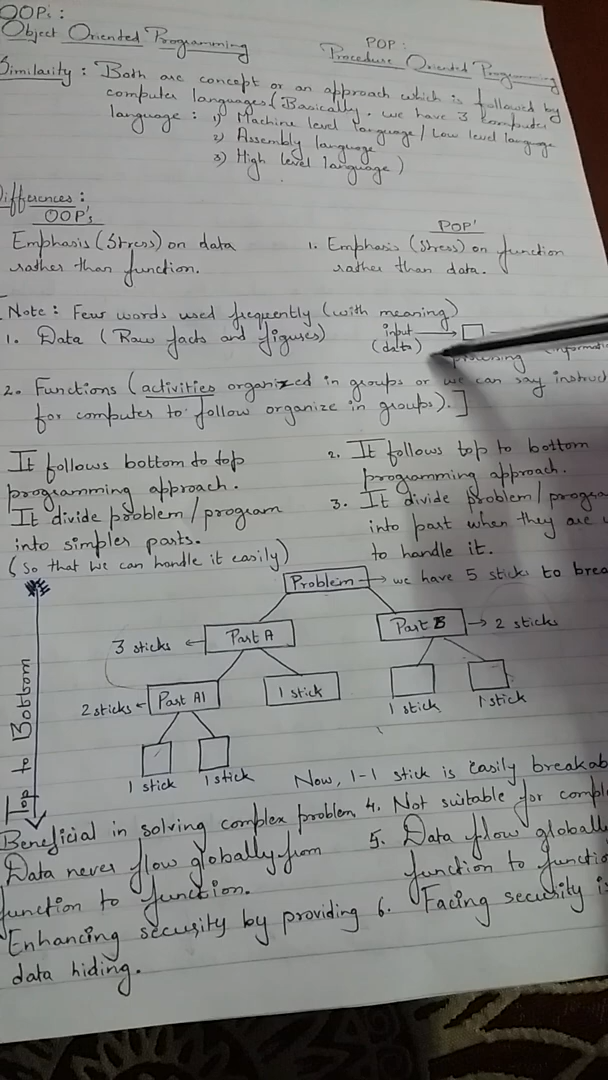 OOPs :
Object Oriented Programming
POP :
Procedure Oriented Programming
Similarity : Both are concept or an approach which is followed by
computer languages (Basically, we have 3 computer
language : 1) Machine level language / Low level language
2) Assembly language
3) High level language)
Differences :
OOP's
POP'
Emphasis (Stress) on data
rather than function.
1. Emphasis (Stress) on function
rather than data.
[Note : Few words used frequently (with meaning)
1. Data (Raw facts and figures)
input
(data)
2. Functions (activities organized in groups or we can say instruct
for computer to follow organize in groups).]
It follows bottom to top
programming approach.
2. It follows top to bottom
programming approach.
It divide problem / program
into simpler parts.
(So that we can handle it easily)
3. It divide problem / progra
into part when they are
to handle it.
Problem → we have 5 sticks to brea
3 sticks ← Part A
Part B → 2 sticks
2 sticks ← Part A1
1 stick
1 stick
1 stick
1 stick
1 stick
Top to Bottom
Now, 1-1 stick is easily breakab
Beneficial in solving complex problem
4. Not suitable for compl
Data never flow globally from
function to function.
5. Data flow globally
function to functio
Enhancing security by providing
data hiding.
6. Facing security is